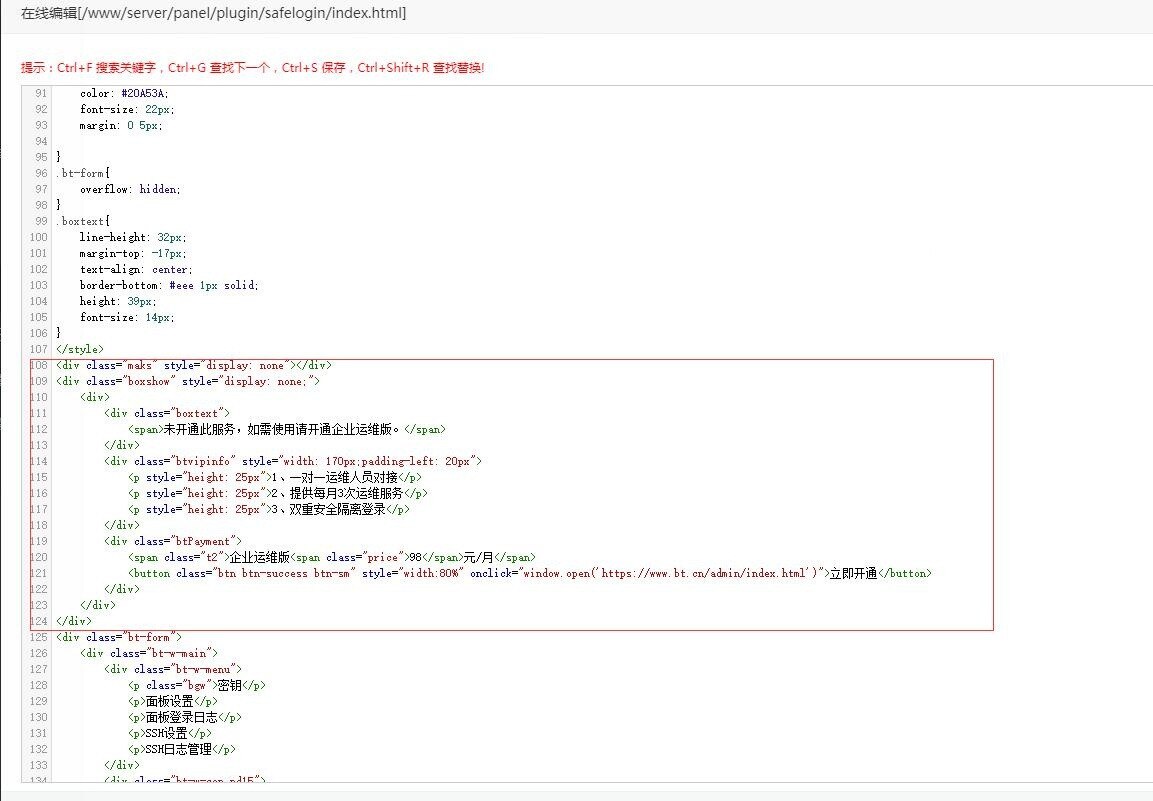 在线编辑[/www/server/panel/plugin/safelogin/index.html]
提示：Ctrl+F 搜索关键字，Ctrl+G 查找下一个，Ctrl+S 保存，Ctrl+Shift+R 查找替换!
91 color: #20A53A;
92 font-size: 22px;
93 margin: 0 5px;
94
95 }
96 .bt-form{
97 overflow: hidden;
98 }
99 .boxtext{
100 line-height: 32px;
101 margin-top: -17px;
102 text-align: center;
103 border-bottom: #eee 1px solid;
104 height: 39px;
105 font-size: 14px;
106 }
107 </style>
108 <div class="maks" style="display: none"></div>
109 <div class="boxshow" style="display: none;">
110 <div>
111 <div class="boxtext">
112 <span>未开通此服务，如需使用请开通企业运维版。</span>
113 </div>
114 <div class="btvipinfo" style="width: 170px;padding-left: 20px">
115 <p style="height: 25px">1、一对一运维人员对接</p>
116 <p style="height: 25px">2、提供每月3次运维服务</p>
117 <p style="height: 25px">3、双重安全隔离登录</p>
118 </div>
119 <div class="btPayment">
120 <span class="t2">企业运维版<span class="price">98</span>元/月</span>
121 <button class="btn btn-success btn-sm" style="width:80%" onclick="window.open('https://www.bt.cn/admin/index.html')">立即开通</button>
122 </div>
123 </div>
124 </div>
125 <div class="bt-form">
126 <div class="bt-w-main">
127 <div class="bt-w-menu">
128 <p class="bgw">密钥</p>
129 <p>面板设置</p>
130 <p>面板登录日志</p>
131 <p>SSH设置</p>
132 <p>SSH日志管理</p>
133 </div>
134 <div class="bt-w-con pd15">